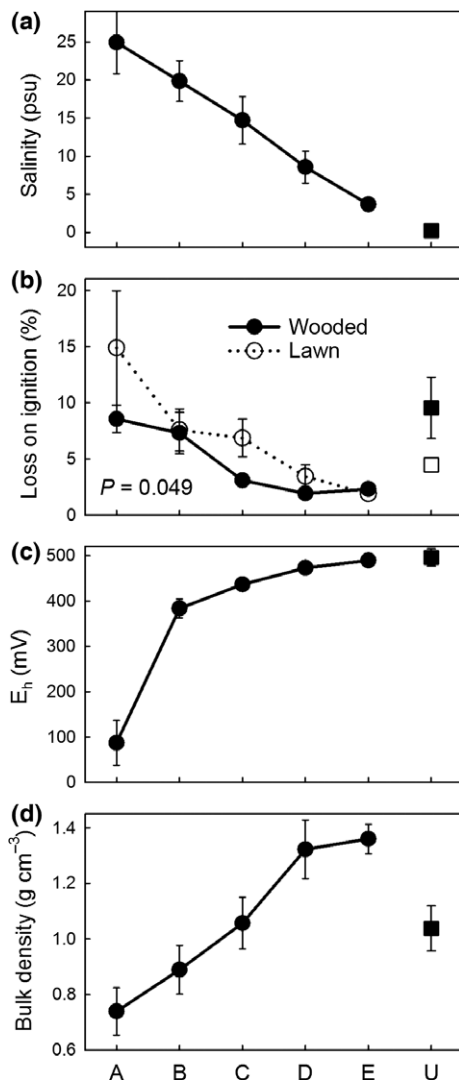 (a)
25
20
15
10
5
0
Salinity (psu)
(b)
20
15
10
5
0
Loss on ignition (%)
Wooded
Lawn
P = 0.049
(c)
500
400
300
200
100
0
Eh (mV)
(d)
1.4
1.2
1.0
0.8
0.6
Bulk density (g cm⁻³)
A B C D E U